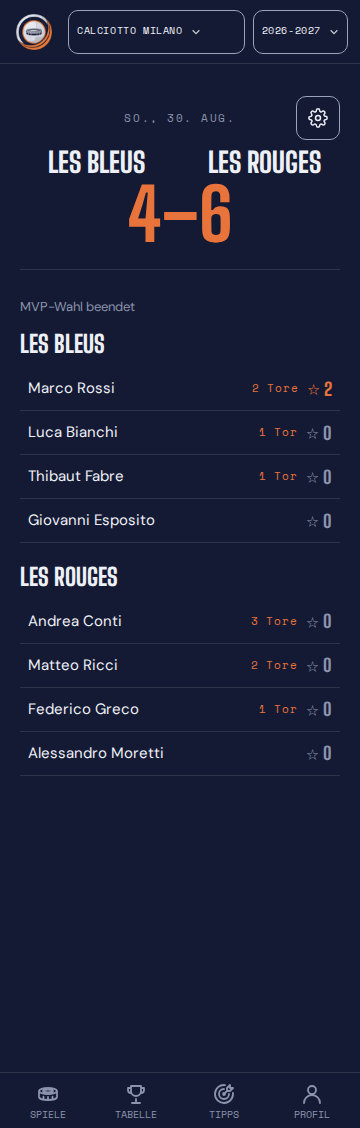 CALCIOTTO MILANO
2026-2027
SO., 30. AUG.
LES BLEUS
LES ROUGES
4–6
MVP-Wahl beendet
LES BLEUS
Marco Rossi 2 Tore ☆ 2
Luca Bianchi 1 Tor ☆ 0
Thibaut Fabre 1 Tor ☆ 0
Giovanni Esposito ☆ 0
LES ROUGES
Andrea Conti 3 Tore ☆ 0
Matteo Ricci 2 Tore ☆ 0
Federico Greco 1 Tor ☆ 0
Alessandro Moretti ☆ 0
SPIELE
TABELLE
TIPPS
PROFIL